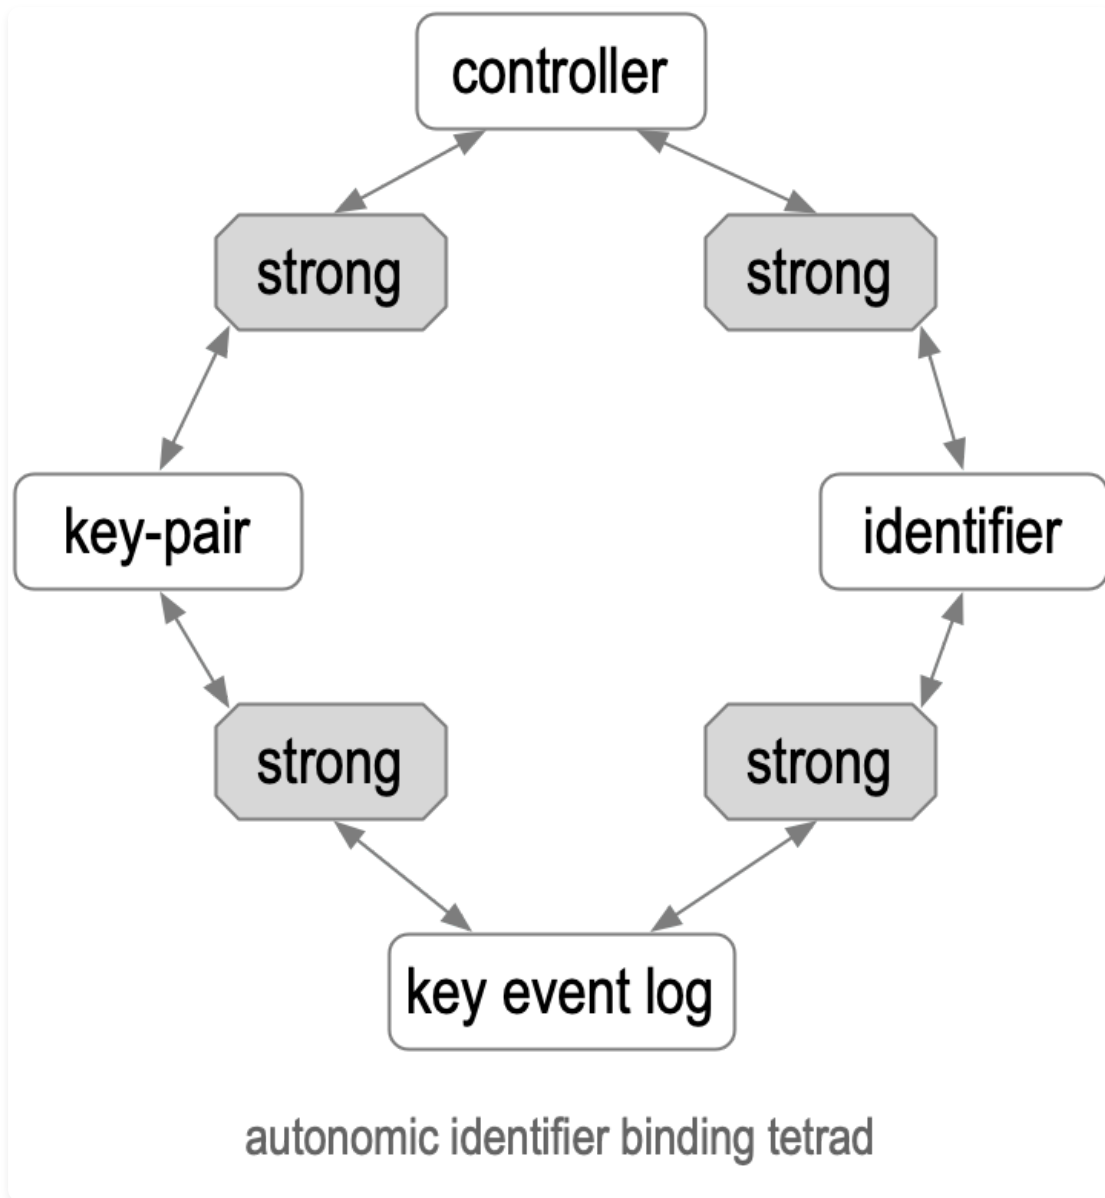 controller
strong
strong
key-pair
identifier
strong
strong
key event log
autonomic identifier binding tetrad